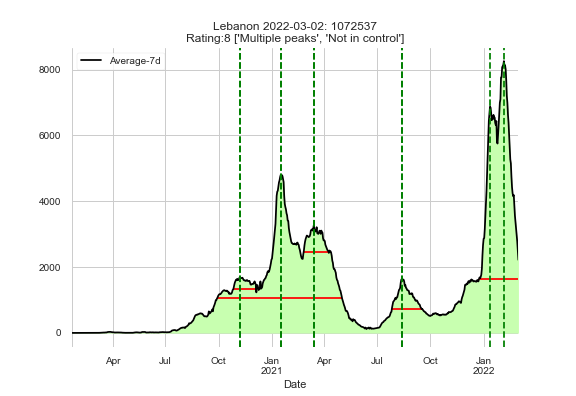 Lebanon 2022-03-02: 1072537
Rating:8 ['Multiple peaks', 'Not in control']
Average-7d
8000
6000
4000
2000
0
Apr
Jul
Oct
Jan
2021
Apr
Jul
Oct
Jan
2022
Date